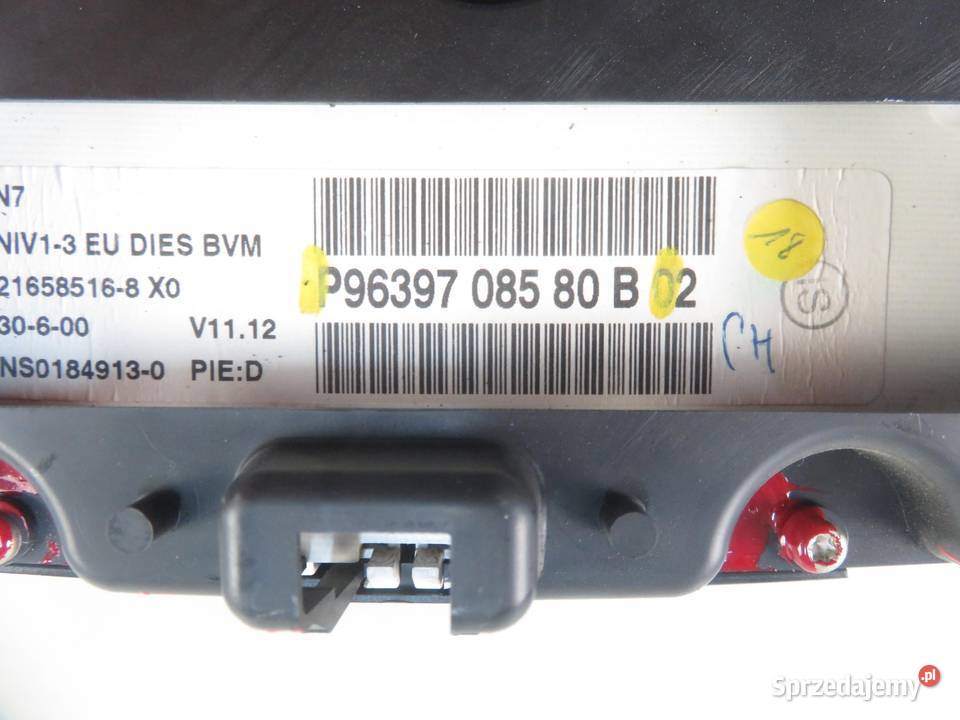 N7
NIV1-3 EU DIES BVM
21658516-8 X0
30-6-00 V11.12
NS0184913-0 PIE:D
P96397 085 80 B 02
18
SI
CH
Sprzedajemy.pl